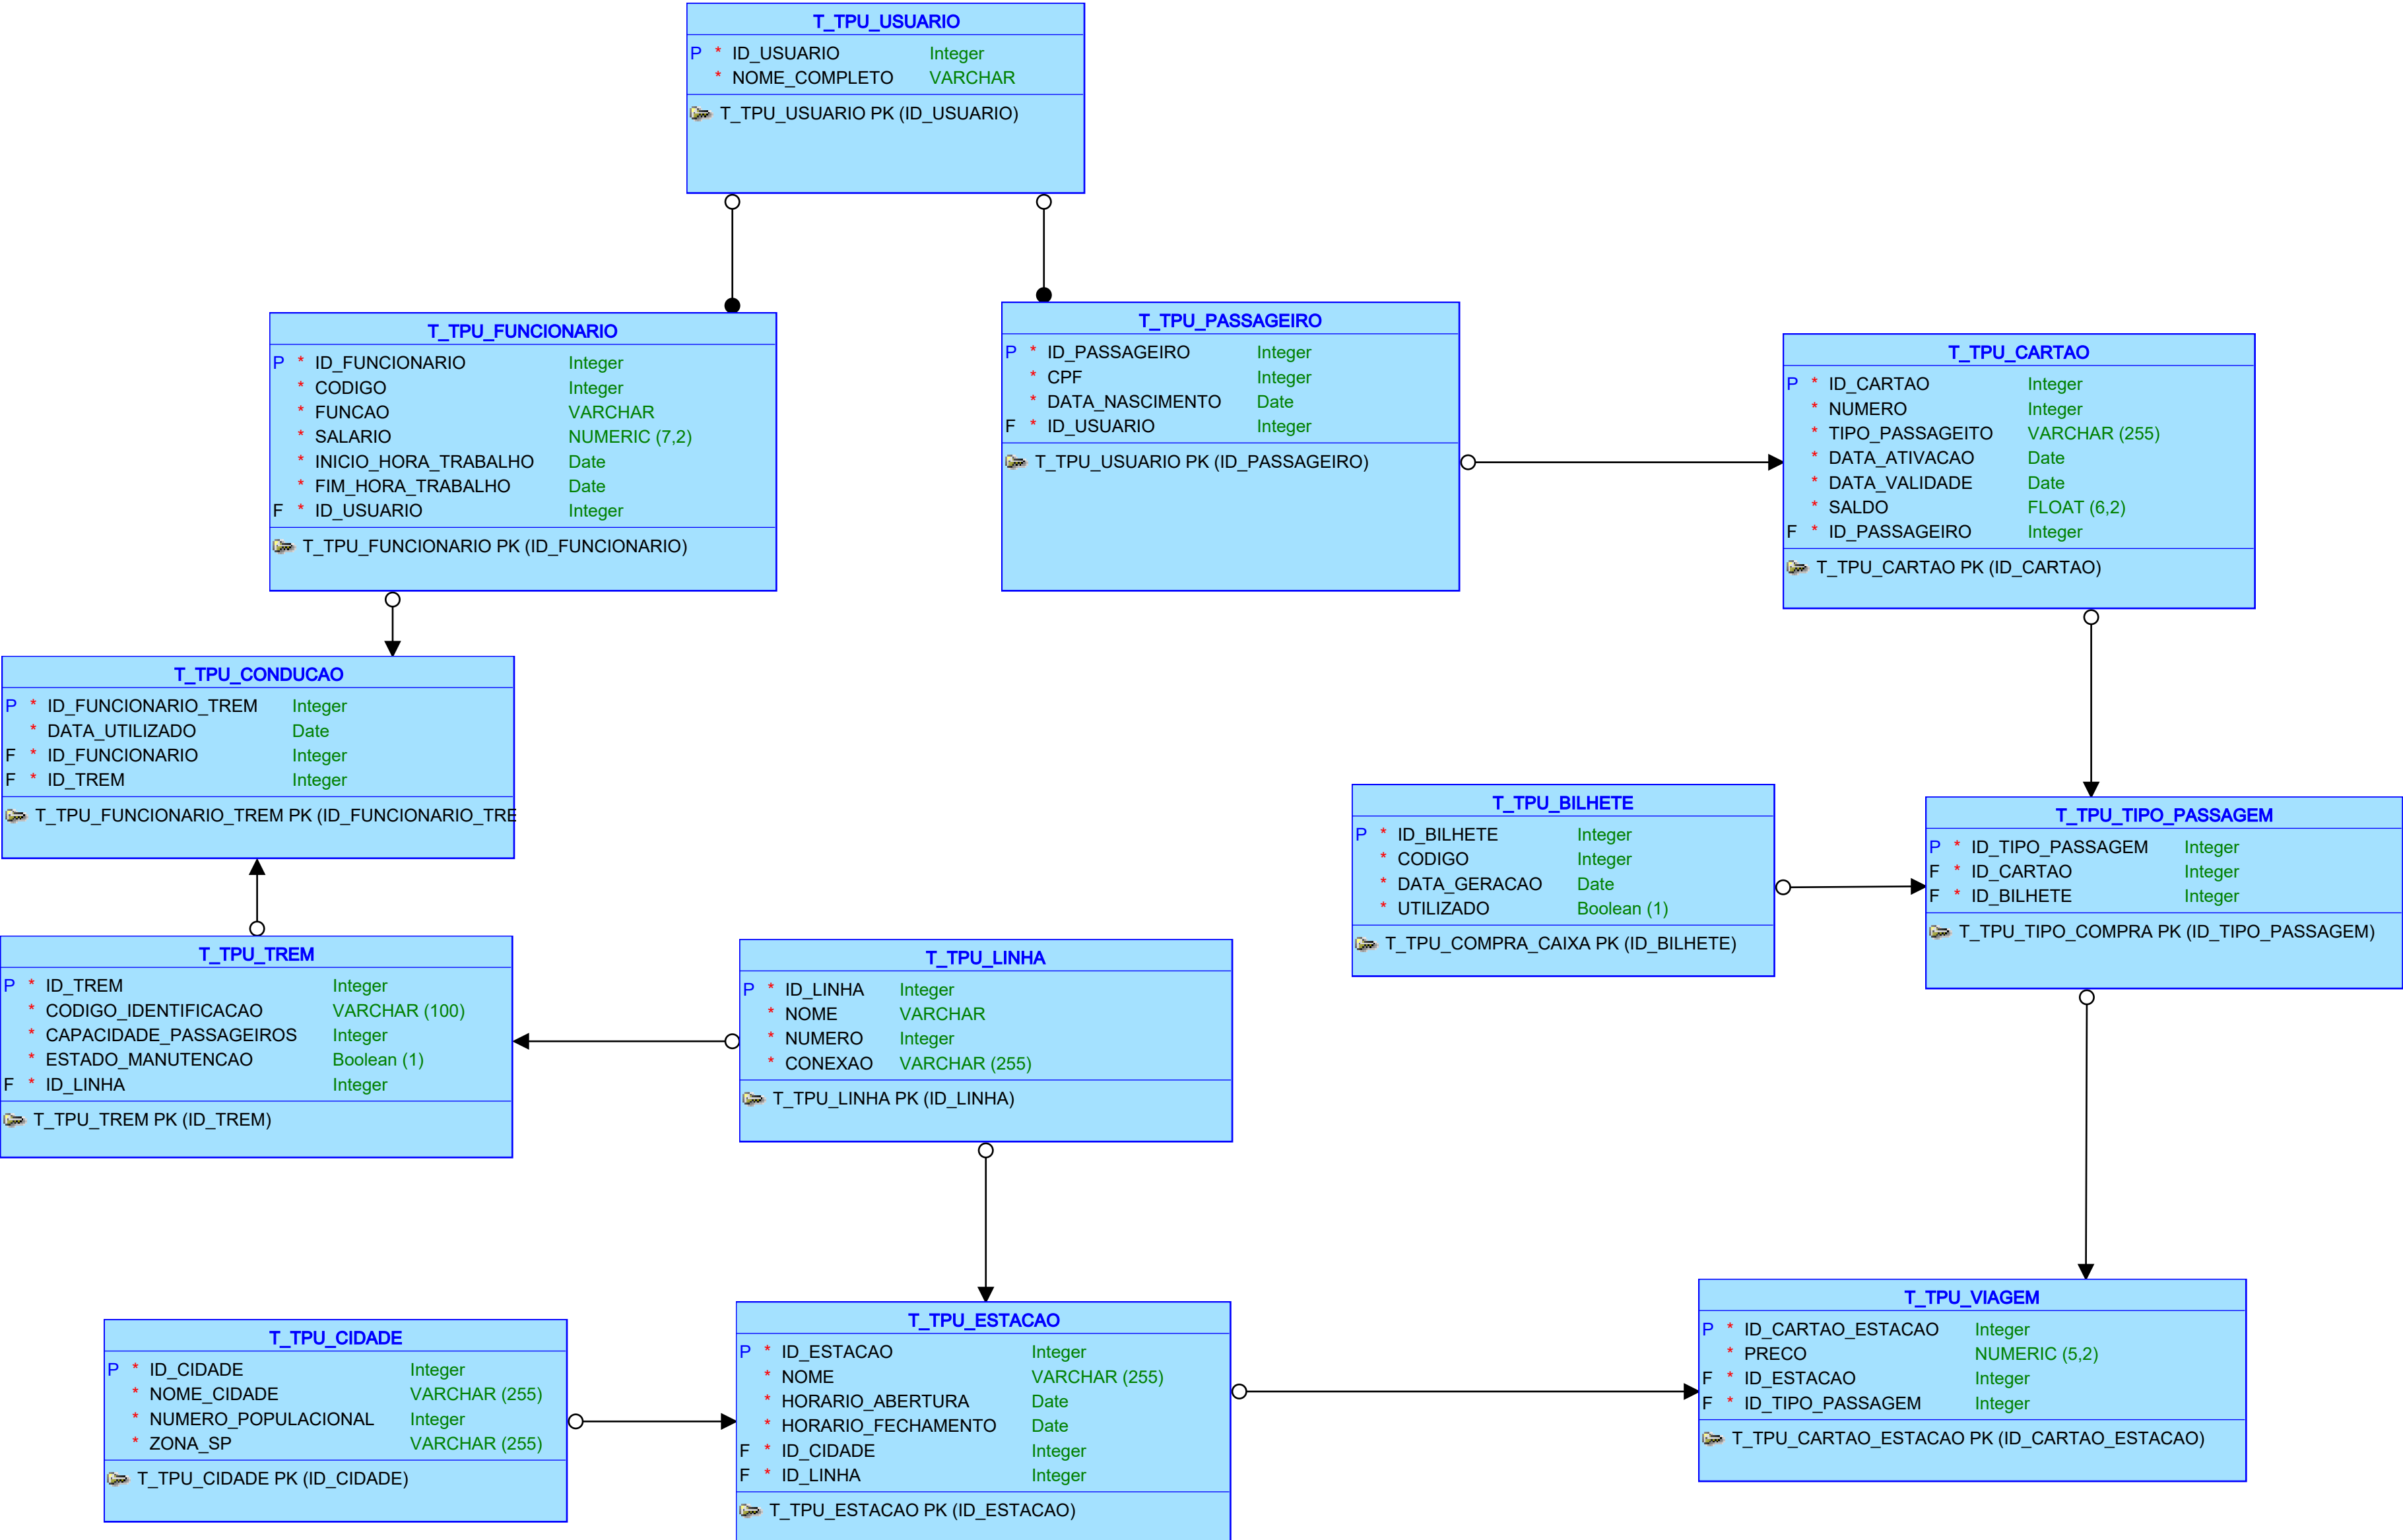 T_TPU_USUARIO
P * ID_USUARIO Integer
* NOME_COMPLETO VARCHAR
T_TPU_USUARIO PK (ID_USUARIO)
T_TPU_FUNCIONARIO
P * ID_FUNCIONARIO Integer
* CODIGO Integer
* FUNCAO VARCHAR
* SALARIO NUMERIC (7,2)
* INICIO_HORA_TRABALHO Date
* FIM_HORA_TRABALHO Date
F * ID_USUARIO Integer
T_TPU_FUNCIONARIO PK (ID_FUNCIONARIO)
T_TPU_PASSAGEIRO
P * ID_PASSAGEIRO Integer
* CPF Integer
* DATA_NASCIMENTO Date
F * ID_USUARIO Integer
T_TPU_USUARIO PK (ID_PASSAGEIRO)
T_TPU_CARTAO
P * ID_CARTAO Integer
* NUMERO Integer
* TIPO_PASSAGEITO VARCHAR (255)
* DATA_ATIVACAO Date
* DATA_VALIDADE Date
* SALDO FLOAT (6,2)
F * ID_PASSAGEIRO Integer
T_TPU_CARTAO PK (ID_CARTAO)
T_TPU_CONDUCAO
P * ID_FUNCIONARIO_TREM Integer
* DATA_UTILIZADO Date
F * ID_FUNCIONARIO Integer
F * ID_TREM Integer
T_TPU_FUNCIONARIO_TREM PK (ID_FUNCIONARIO_TRE
T_TPU_BILHETE
P * ID_BILHETE Integer
* CODIGO Integer
* DATA_GERACAO Date
* UTILIZADO Boolean (1)
T_TPU_COMPRA_CAIXA PK (ID_BILHETE)
T_TPU_TIPO_PASSAGEM
P * ID_TIPO_PASSAGEM Integer
F * ID_CARTAO Integer
F * ID_BILHETE Integer
T_TPU_TIPO_COMPRA PK (ID_TIPO_PASSAGEM)
T_TPU_TREM
P * ID_TREM Integer
* CODIGO_IDENTIFICACAO VARCHAR (100)
* CAPACIDADE_PASSAGEIROS Integer
* ESTADO_MANUTENCAO Boolean (1)
F * ID_LINHA Integer
T_TPU_TREM PK (ID_TREM)
T_TPU_LINHA
P * ID_LINHA Integer
* NOME VARCHAR
* NUMERO Integer
* CONEXAO VARCHAR (255)
T_TPU_LINHA PK (ID_LINHA)
T_TPU_CIDADE
P * ID_CIDADE Integer
* NOME_CIDADE VARCHAR (255)
* NUMERO_POPULACIONAL Integer
* ZONA_SP VARCHAR (255)
T_TPU_CIDADE PK (ID_CIDADE)
T_TPU_ESTACAO
P * ID_ESTACAO Integer
* NOME VARCHAR (255)
* HORARIO_ABERTURA Date
* HORARIO_FECHAMENTO Date
F * ID_CIDADE Integer
F * ID_LINHA Integer
T_TPU_ESTACAO PK (ID_ESTACAO)
T_TPU_VIAGEM
P * ID_CARTAO_ESTACAO Integer
* PRECO NUMERIC (5,2)
F * ID_ESTACAO Integer
F * ID_TIPO_PASSAGEM Integer
T_TPU_CARTAO_ESTACAO PK (ID_CARTAO_ESTACAO)